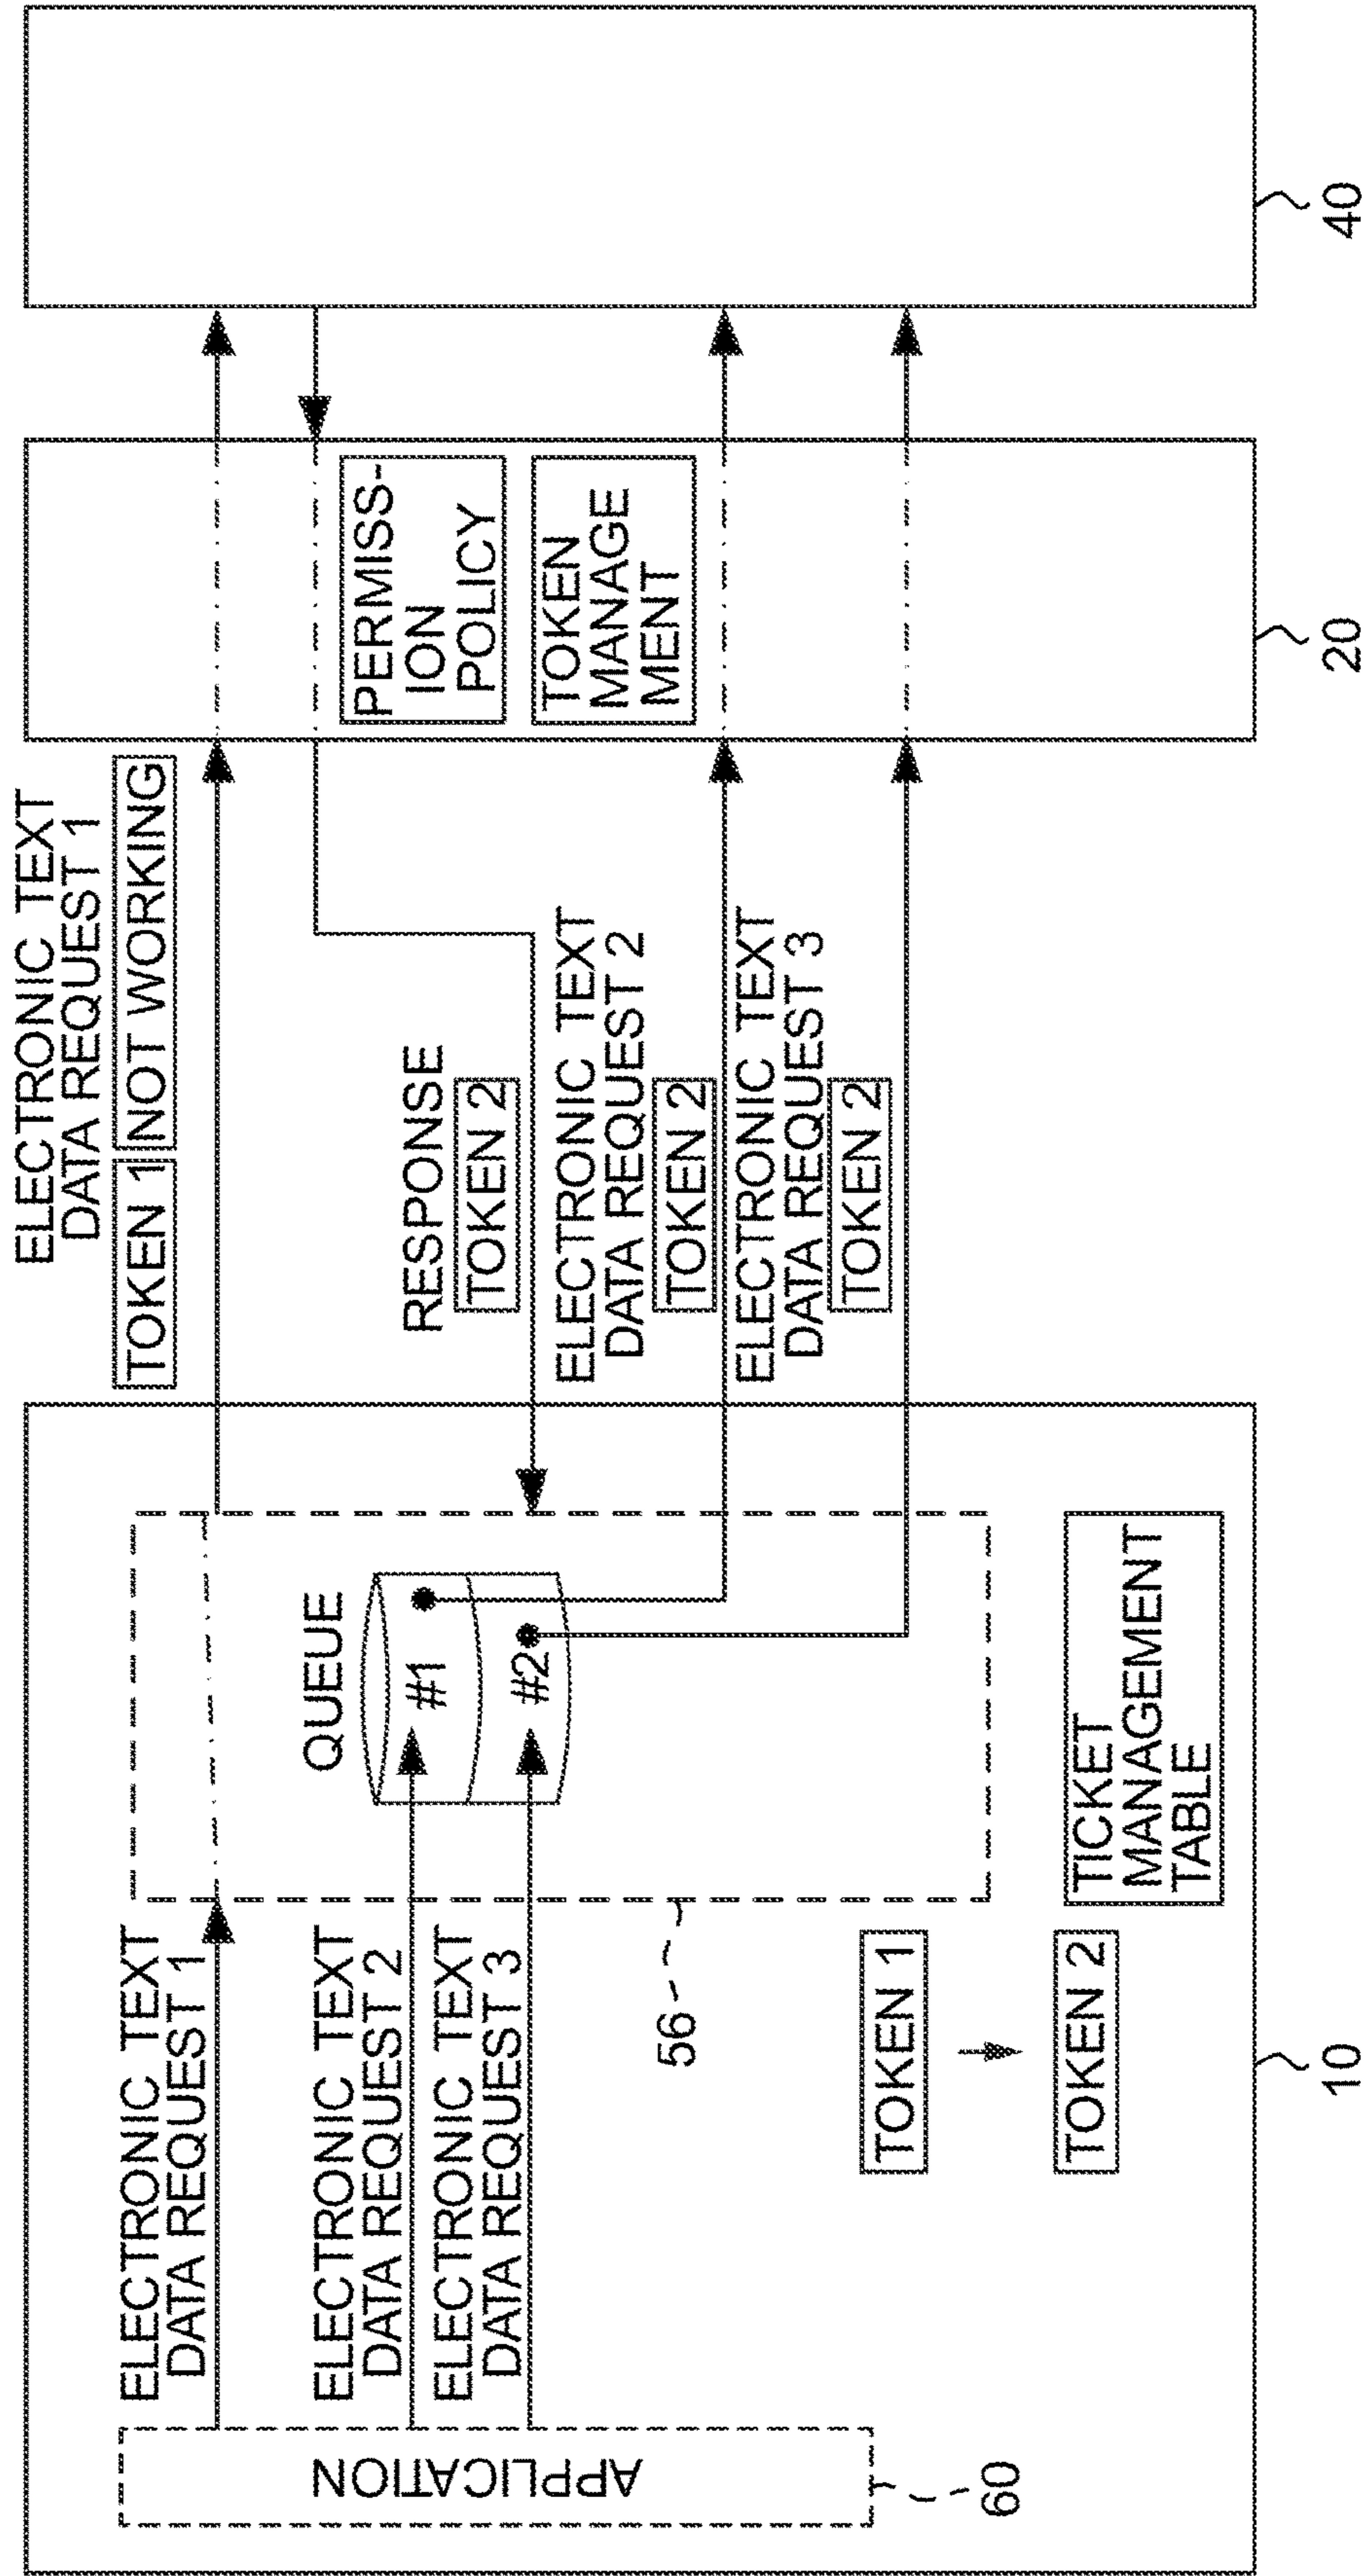 ELECTRONIC TEXT
DATA REQUEST 1
ELECTRONIC TEXT
DATA REQUEST 2
ELECTRONIC TEXT
DATA REQUEST 3
APPLICATION
60
QUEUE
#1
#2
56
TOKEN 1
TOKEN 2
TICKET
MANAGEMENT
TABLE
10
ELECTRONIC TEXT
DATA REQUEST 1
TOKEN 1
NOT WORKING
RESPONSE
TOKEN 2
ELECTRONIC TEXT
DATA REQUEST 2
TOKEN 2
ELECTRONIC TEXT
DATA REQUEST 3
TOKEN 2
PERMISS-
ION
POLICY
TOKEN
MANAGE
MENT
20
40